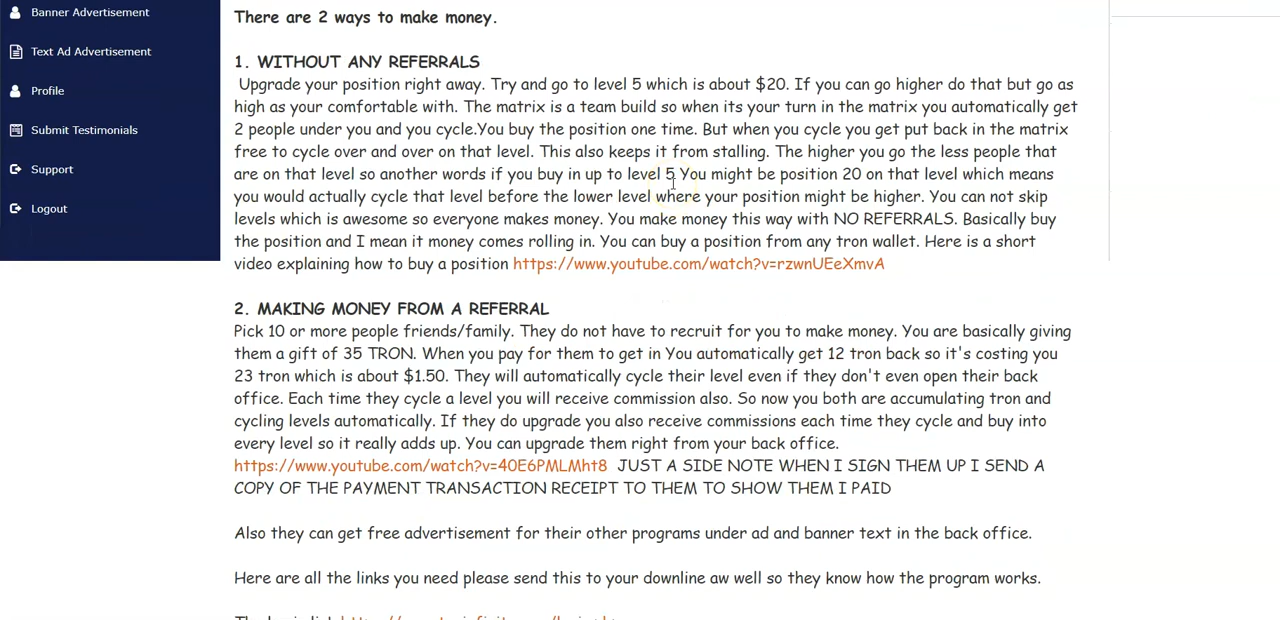 Banner Advertisement
Text Ad Advertisement
Profile
Submit Testimonials
Support
Logout
There are 2 ways to make money.
1. WITHOUT ANY REFERRALS
Upgrade your position right away. Try and go to level 5 which is about $20. If you can go higher do that but go as
high as your comfortable with. The matrix is a team build so when its your turn in the matrix you automatically get
2 people under you and you cycle.You buy the position one time. But when you cycle you get put back in the matrix
free to cycle over and over on that level. This also keeps it from stalling. The higher you go the less people that
are on that level so another words if you buy in up to level 5 You might be position 20 on that level which means
you would actually cycle that level before the lower level where your position might be higher. You can not skip
levels which is awesome so everyone makes money. You make money this way with NO REFERRALS. Basically buy
the position and I mean it money comes rolling in. You can buy a position from any tron wallet. Here is a short
video explaining how to buy a position https://www.youtube.com/watch?v=rzwnUEeXmvA
2. MAKING MONEY FROM A REFERRAL
Pick 10 or more people friends/family. They do not have to recruit for you to make money. You are basically giving
them a gift of 35 TRON. When you pay for them to get in You automatically get 12 tron back so it's costing you
23 tron which is about $1.50. They will automatically cycle their level even if they don't even open their back
office. Each time they cycle a level you will receive commission also. So now you both are accumulating tron and
cycling levels automatically. If they do upgrade you also receive commissions each time they cycle and buy into
every level so it really adds up. You can upgrade them right from your back office.
https://www.youtube.com/watch?v=40E6PMLMht8 JUST A SIDE NOTE WHEN I SIGN THEM UP I SEND A
COPY OF THE PAYMENT TRANSACTION RECEIPT TO THEM TO SHOW THEM I PAID
Also they can get free advertisement for their other programs under ad and banner text in the back office.
Here are all the links you need please send this to your downline aw well so they know how the program works.